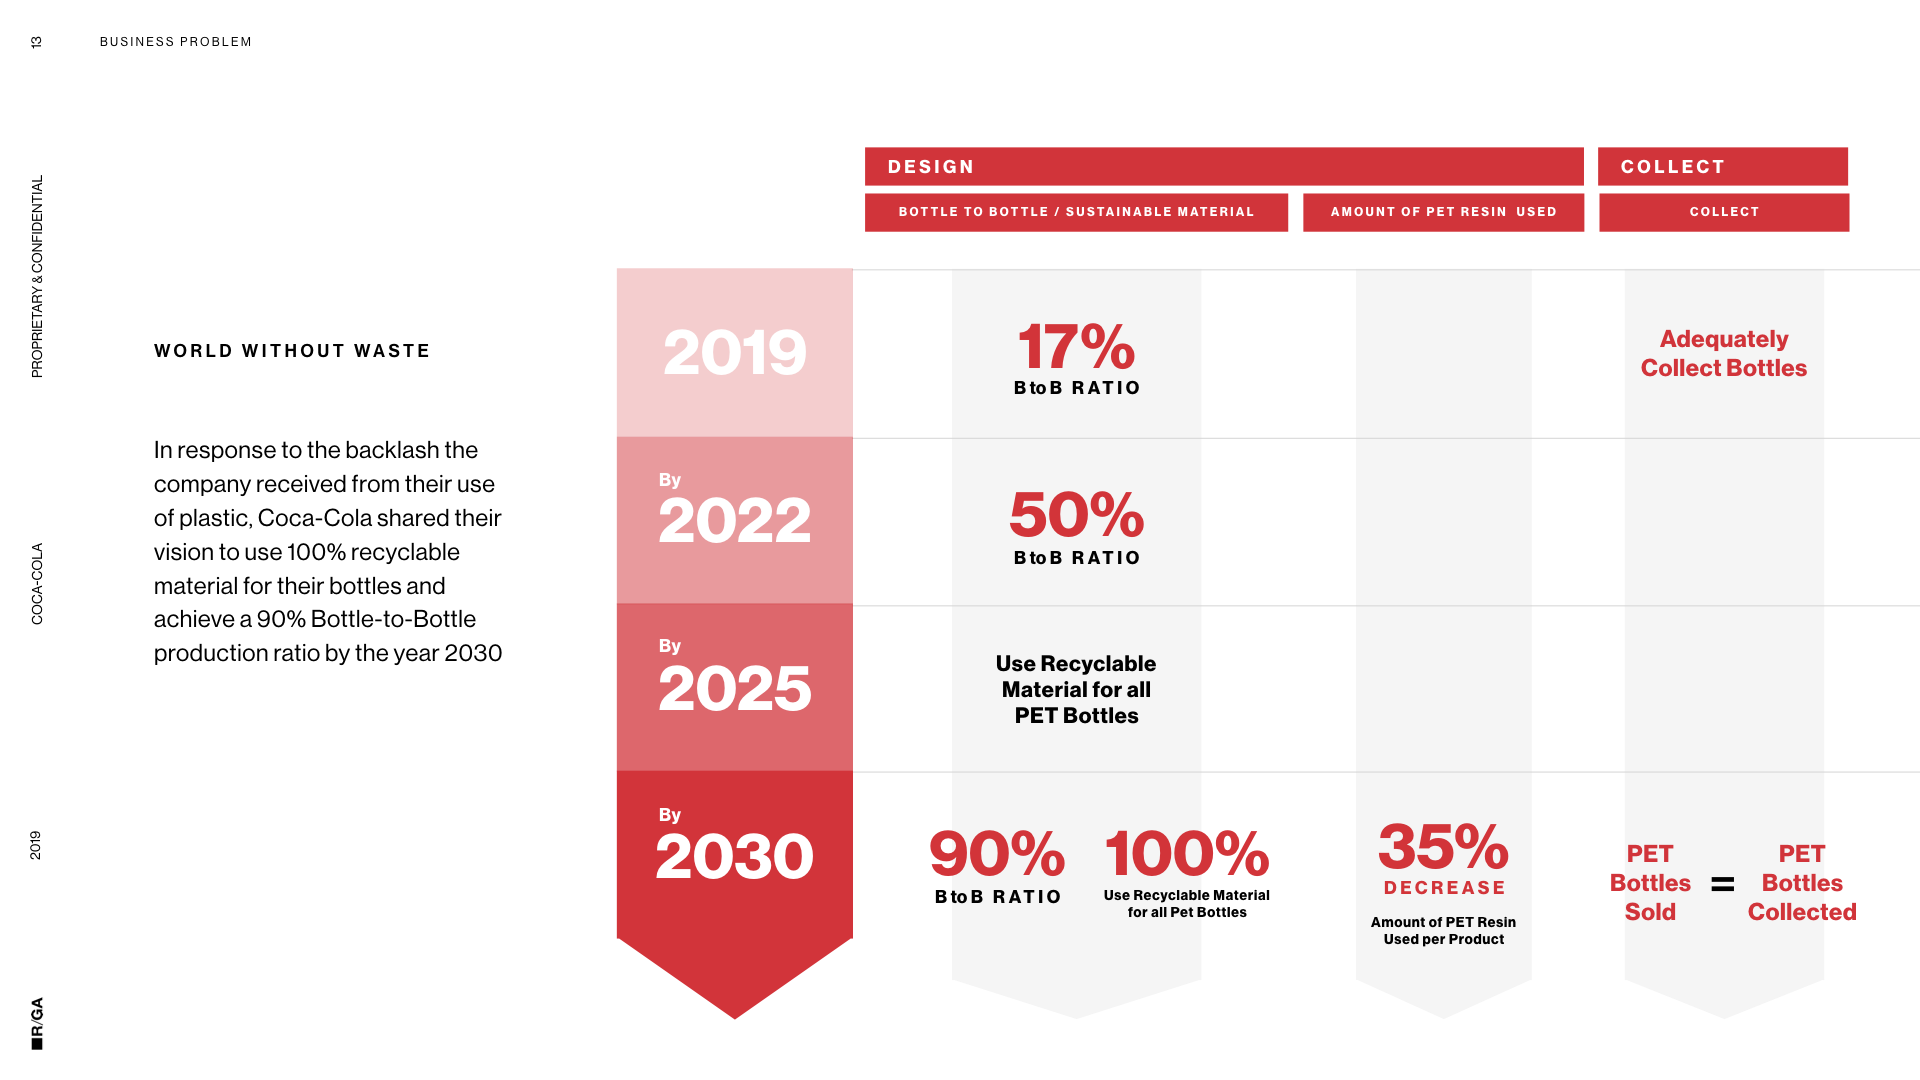 13
BUSINESS PROBLEM
PROPRIETARY & CONFIDENTIAL
COCA-COLA
2019
R/GA
WORLD WITHOUT WASTE
In response to the backlash the
company received from their use
of plastic, Coca-Cola shared their
vision to use 100% recyclable
material for their bottles and
achieve a 90% Bottle-to-Bottle
production ratio by the year 2030
DESIGN
COLLECT
BOTTLE TO BOTTLE / SUSTAINABLE MATERIAL
AMOUNT OF PET RESIN USED
COLLECT
2019
17%
BtoB RATIO
Adequately
Collect Bottles
By
2022
50%
BtoB RATIO
By
2025
Use Recyclable
Material for all
PET Bottles
By
2030
90%
BtoB RATIO
100%
Use Recyclable Material
for all Pet Bottles
35%
DECREASE
Amount of PET Resin
Used per Product
PET
Bottles
Sold
=
PET
Bottles
Collected